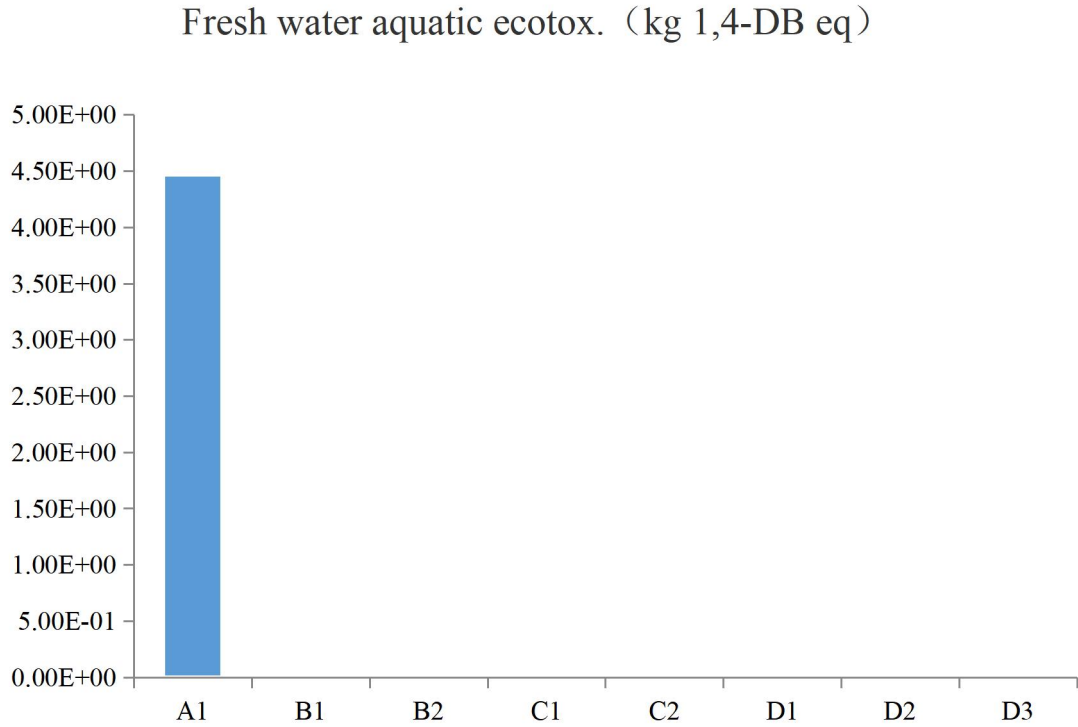 Fresh water aquatic ecotox.（kg 1,4-DB eq）
5.00E+00
4.50E+00
4.00E+00
3.50E+00
3.00E+00
2.50E+00
2.00E+00
1.50E+00
1.00E+00
5.00E-01
0.00E+00
A1 B1 B2 C1 C2 D1 D2 D3